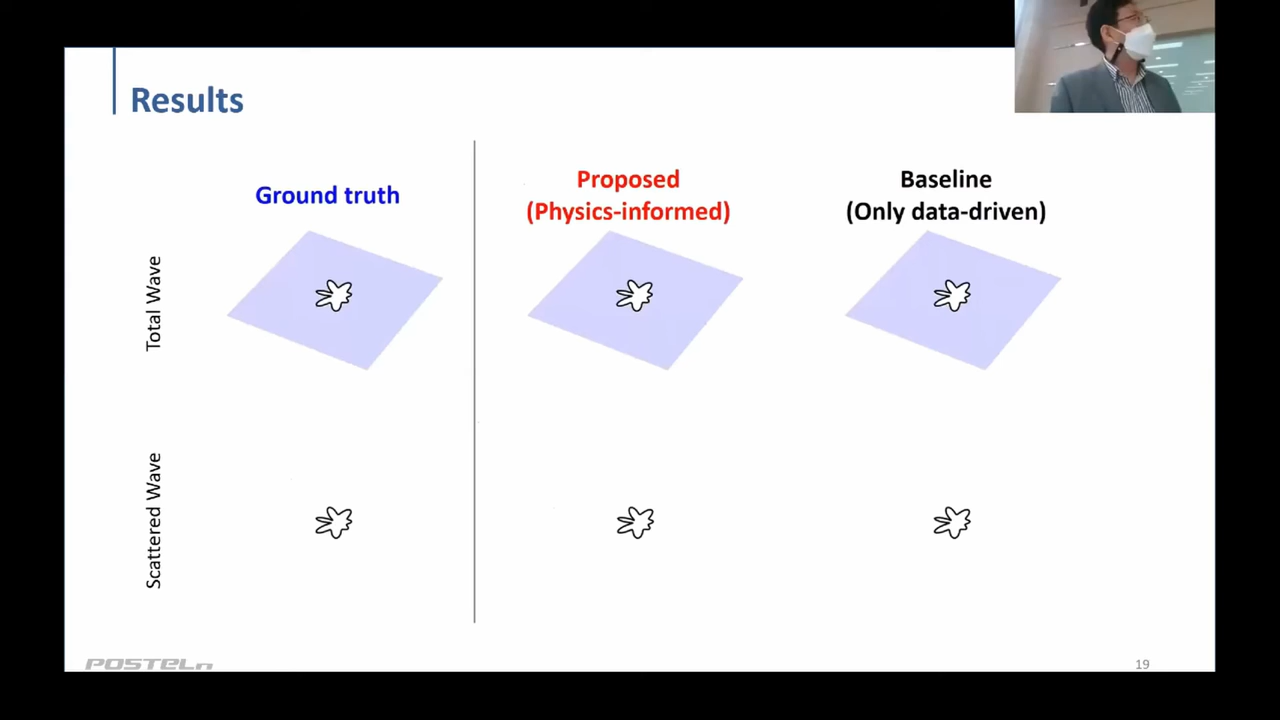 Results
Ground truth
Proposed
(Physics-informed)
Baseline
(Only data-driven)
Total Wave
Scattered Wave
POSTECH
19